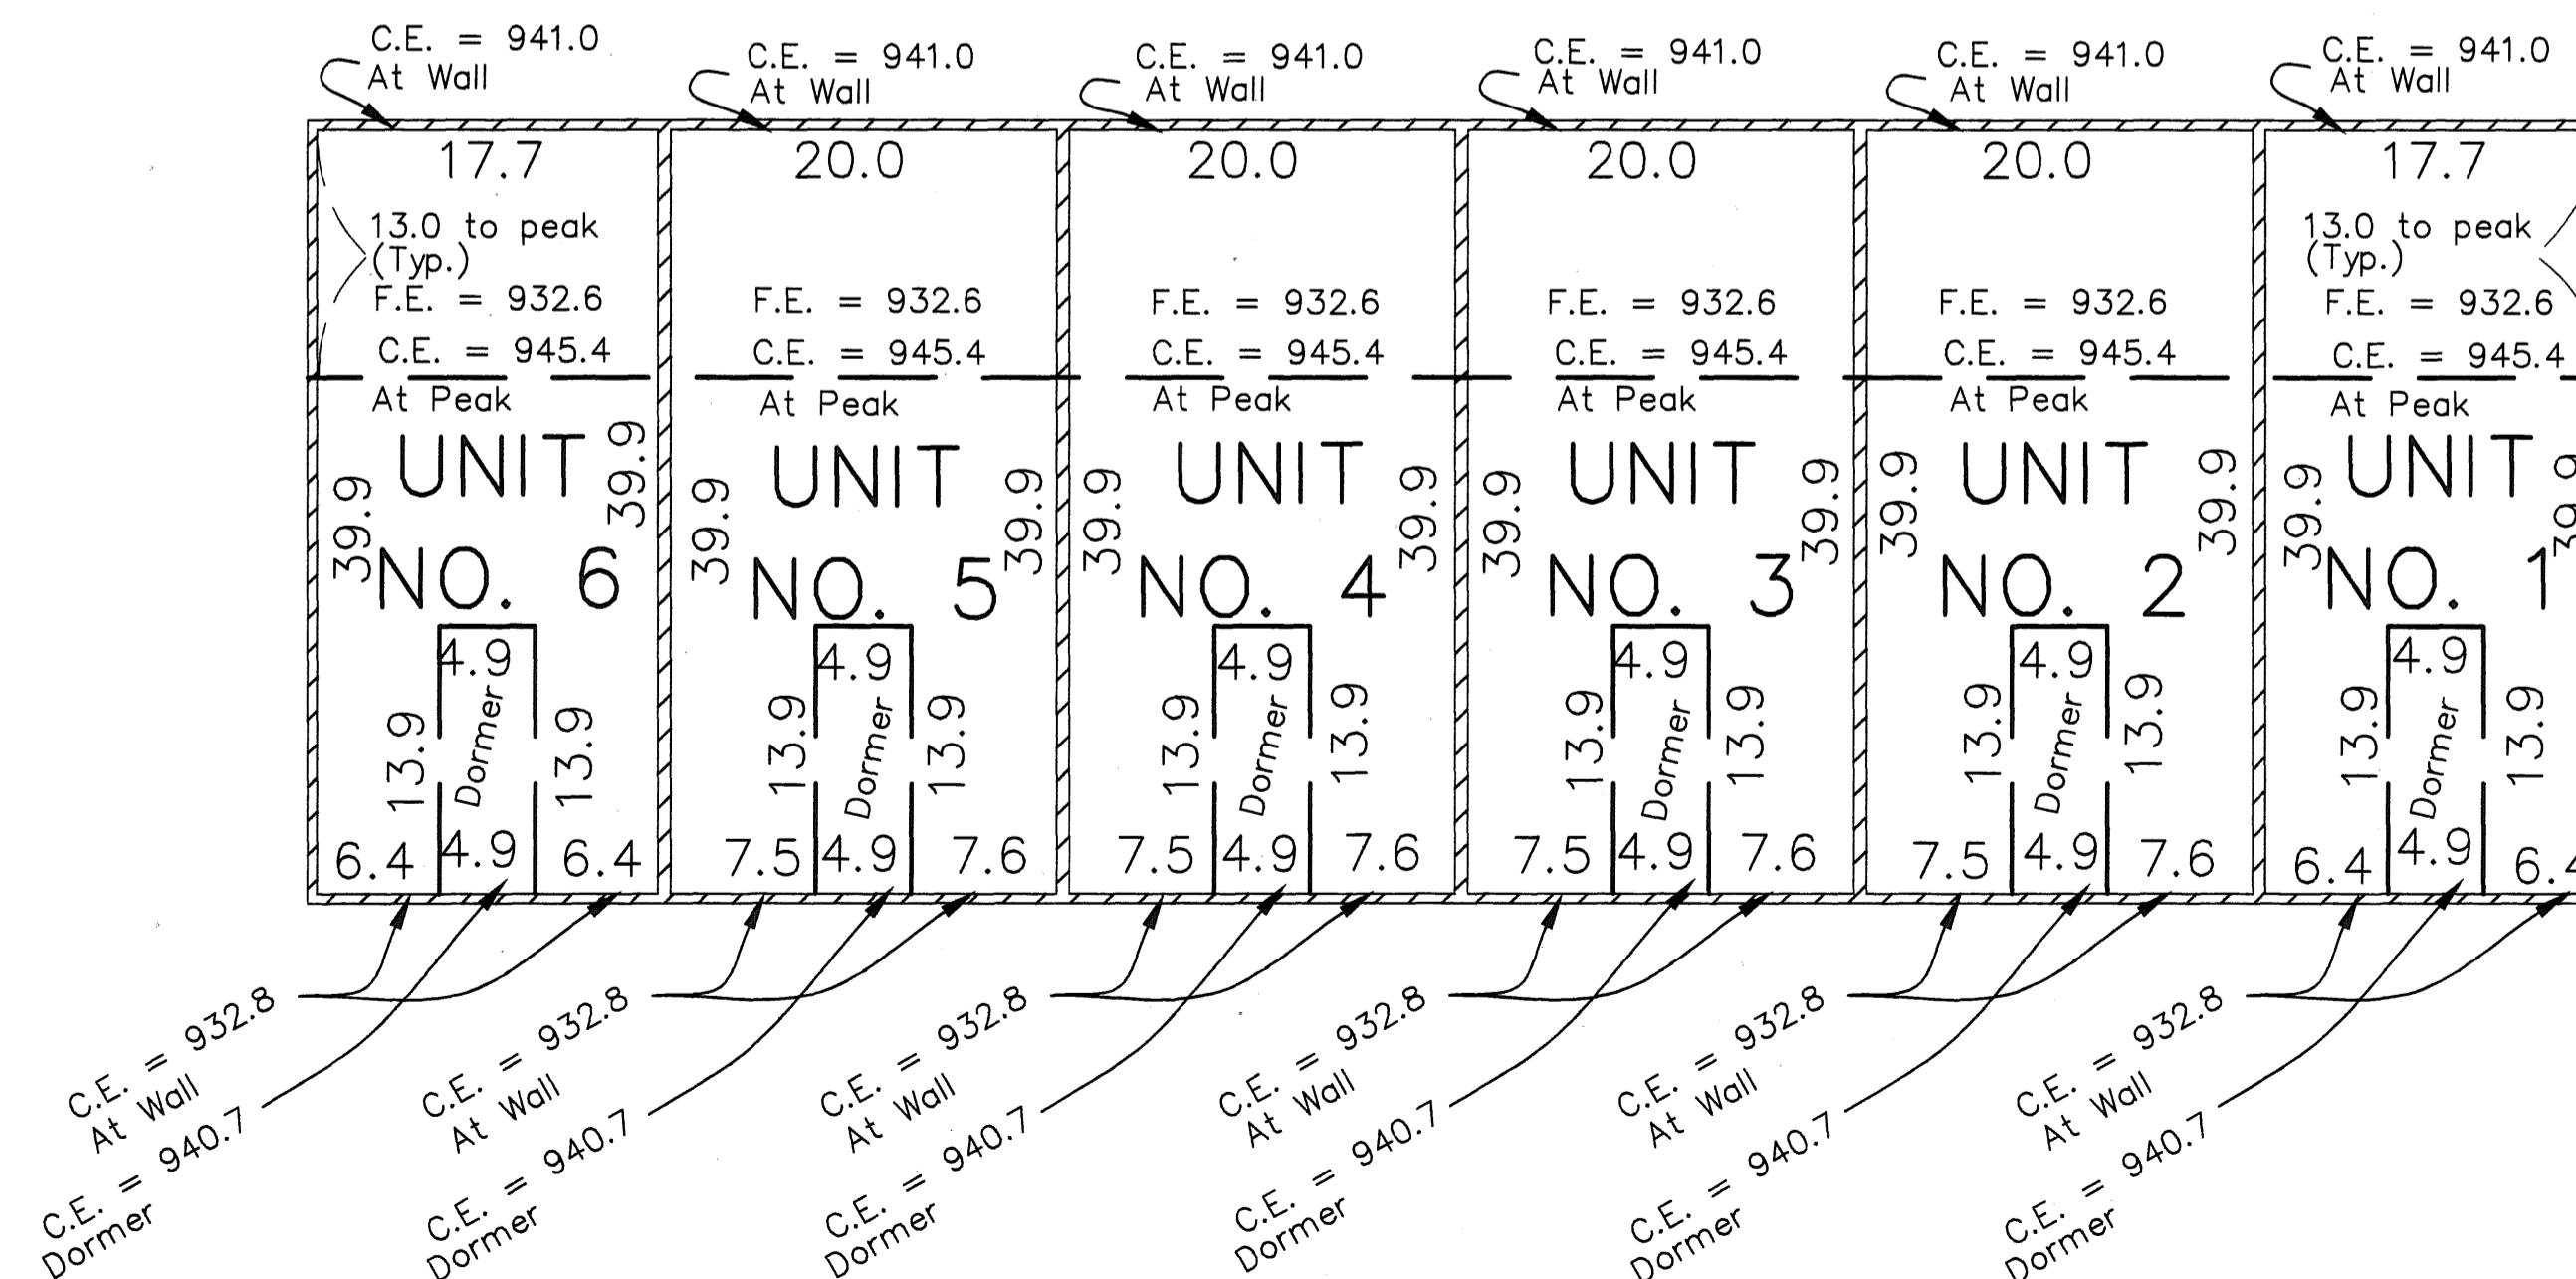 C.E. = 941.0
At Wall
17.7
13.0 to peak
(Typ.)
F.E. = 932.6
C.E. = 945.4
At Peak
UNIT
NO. 6
39.9
39.9
4.9
Dormer
13.9
13.9
6.4
4.9
6.4
C.E. = 932.8
At Wall
C.E. = 940.7
Dormer
C.E. = 941.0
At Wall
20.0
F.E. = 932.6
C.E. = 945.4
At Peak
UNIT
NO. 5
39.9
39.9
4.9
Dormer
13.9
13.9
7.5
4.9
7.6
C.E. = 932.8
At Wall
C.E. = 940.7
Dormer
C.E. = 941.0
At Wall
20.0
F.E. = 932.6
C.E. = 945.4
At Peak
UNIT
NO. 4
39.9
39.9
4.9
Dormer
13.9
13.9
7.5
4.9
7.6
C.E. = 932.8
At Wall
C.E. = 940.7
Dormer
C.E. = 941.0
At Wall
20.0
F.E. = 932.6
C.E. = 945.4
At Peak
UNIT
NO. 3
39.9
39.9
4.9
Dormer
13.9
13.9
7.5
4.9
7.6
C.E. = 932.8
At Wall
C.E. = 940.7
Dormer
C.E. = 941.0
At Wall
20.0
F.E. = 932.6
C.E. = 945.4
At Peak
UNIT
NO. 2
39.9
39.9
4.9
Dormer
13.9
13.9
7.5
4.9
7.6
C.E. = 932.8
At Wall
C.E. = 940.7
Dormer
C.E. = 941.0
At Wall
17.7
13.0 to peak
(Typ.)
F.E. = 932.6
C.E. = 945.4
At Peak
UNIT
NO. 1
39.9
39.9
4.9
Dormer
13.9
13.9
6.4
4.9
6.4
C.E. = 932.8
At Wall
C.E. = 940.7
Dormer